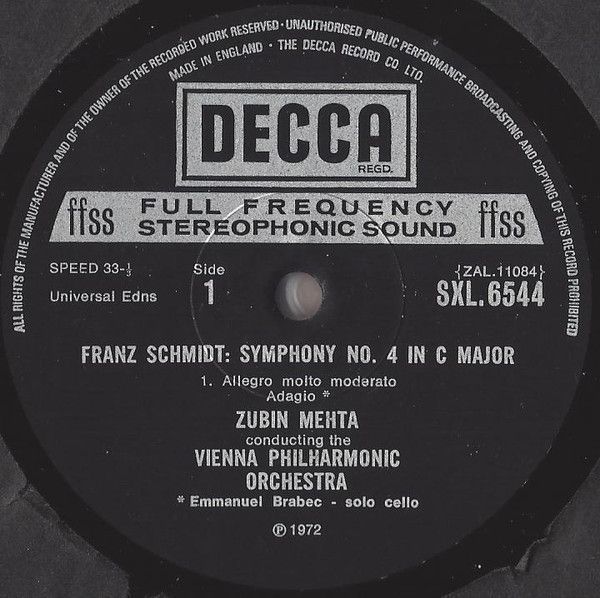 ALL RIGHTS OF THE MANUFACTURER AND OF THE OWNER OF THE RECORDED WORK RESERVED · UNAUTHORISED PUBLIC PERFORMANCE BROADCASTING AND COPYING OF THIS RECORD PROHIBITED
MADE IN ENGLAND · THE DECCA RECORD CO LTD.
DECCA
REGD.
ffss FULL FREQUENCY STEREOPHONIC SOUND ffss
SPEED 33-⅓ Side {ZAL.11084}
Universal Edns 1 SXL.6544
FRANZ SCHMIDT: SYMPHONY NO. 4 IN C MAJOR
1. Allegro molto moderato
Adagio *
ZUBIN MEHTA
conducting the
VIENNA PHILHARMONIC
ORCHESTRA
* Emmanuel Brabec - solo cello
℗ 1972